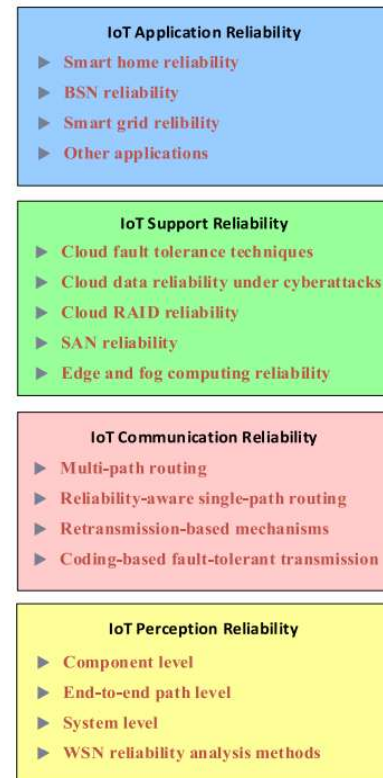 IoT Application Reliability
Smart home reliability
BSN reliability
Smart grid relibility
Other applications
IoT Support Reliability
Cloud fault tolerance techniques
Cloud data reliability under cyberattacks
Cloud RAID reliability
SAN reliability
Edge and fog computing reliability
IoT Communication Reliability
Multi-path routing
Reliability-aware single-path routing
Retransmission-based mechanisms
Coding-based fault-tolerant transmission
IoT Perception Reliability
Component level
End-to-end path level
System level
WSN reliability analysis methods